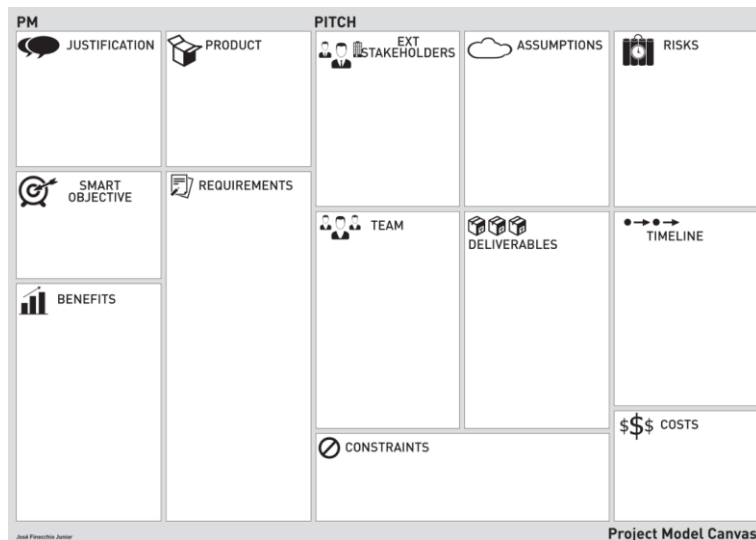 PM
PITCH
JUSTIFICATION
PRODUCT
EXT
STAKEHOLDERS
ASSUMPTIONS
RISKS
SMART
OBJECTIVE
REQUIREMENTS
TEAM
DELIVERABLES
TIMELINE
BENEFITS
$$$ COSTS
CONSTRAINTS
José Finocchio Junior
Project Model Canvas